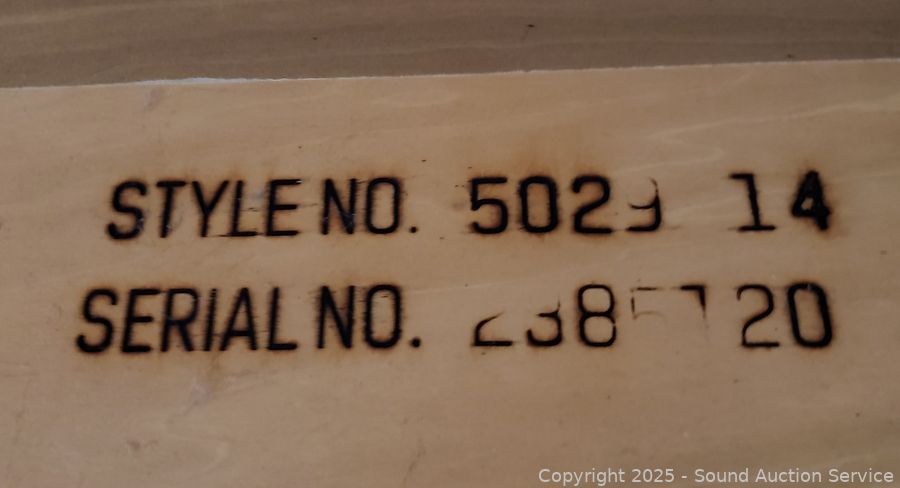 STYLE NO. 5029 14
SERIAL NO.
Copyright 2025 - Sound Auction Service